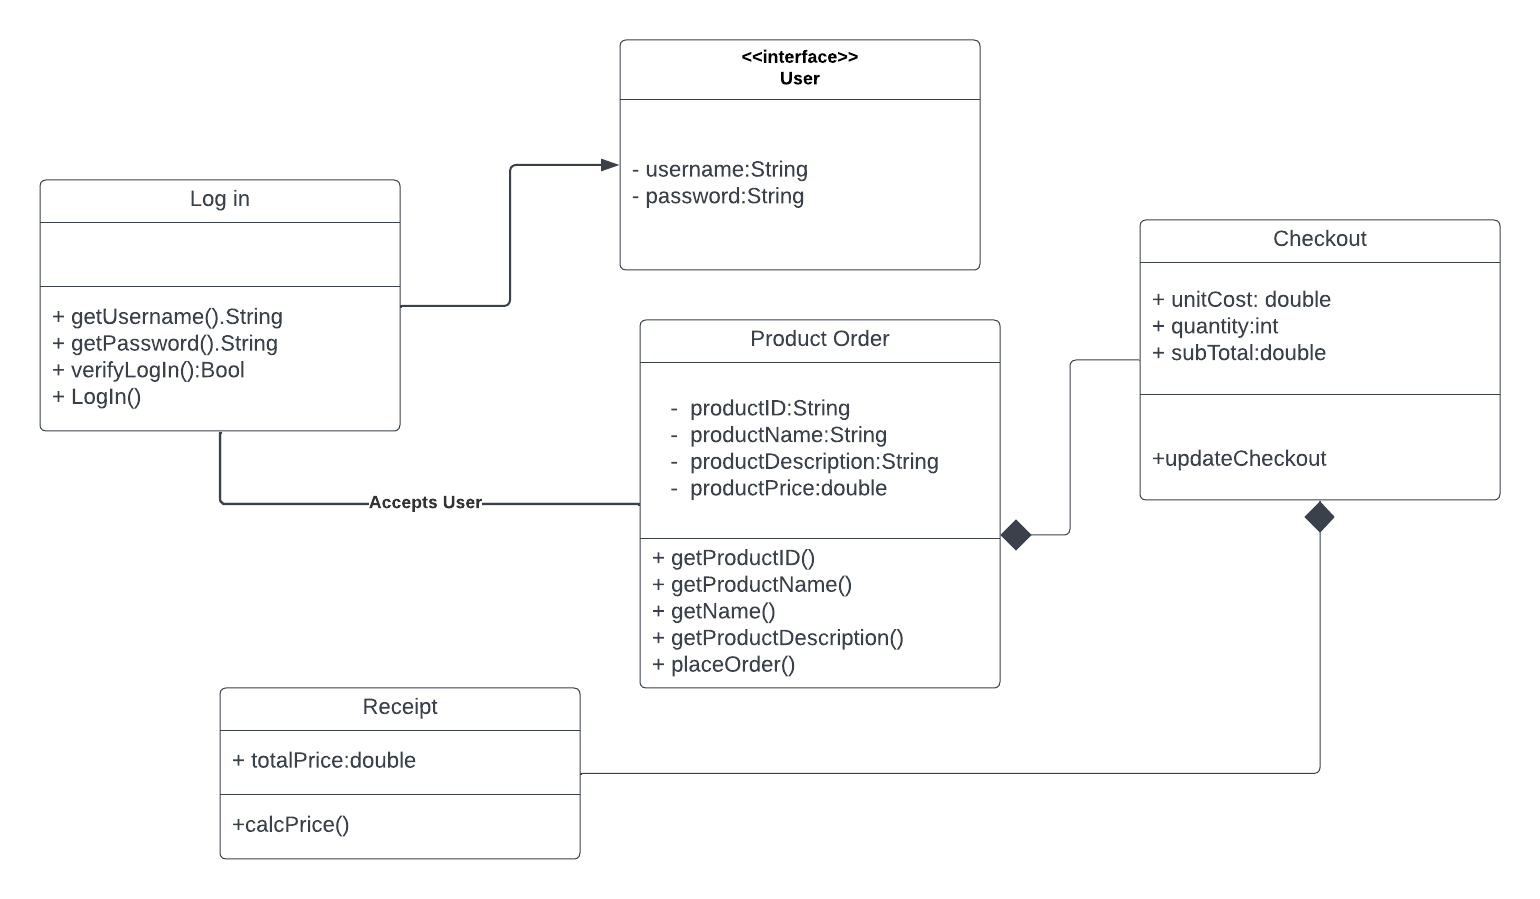 <<interface>>
User
- username:String
- password:String
Log in
+ getUsername().String
+ getPassword().String
+ verifyLogIn():Bool
+ LogIn()
Accepts User
Product Order
- productID:String
- productName:String
- productDescription:String
- productPrice:double
+ getProductID()
+ getProductName()
+ getName()
+ getProductDescription()
+ placeOrder()
Checkout
+ unitCost: double
+ quantity:int
+ subTotal:double
+updateCheckout
Receipt
+ totalPrice:double
+calcPrice()